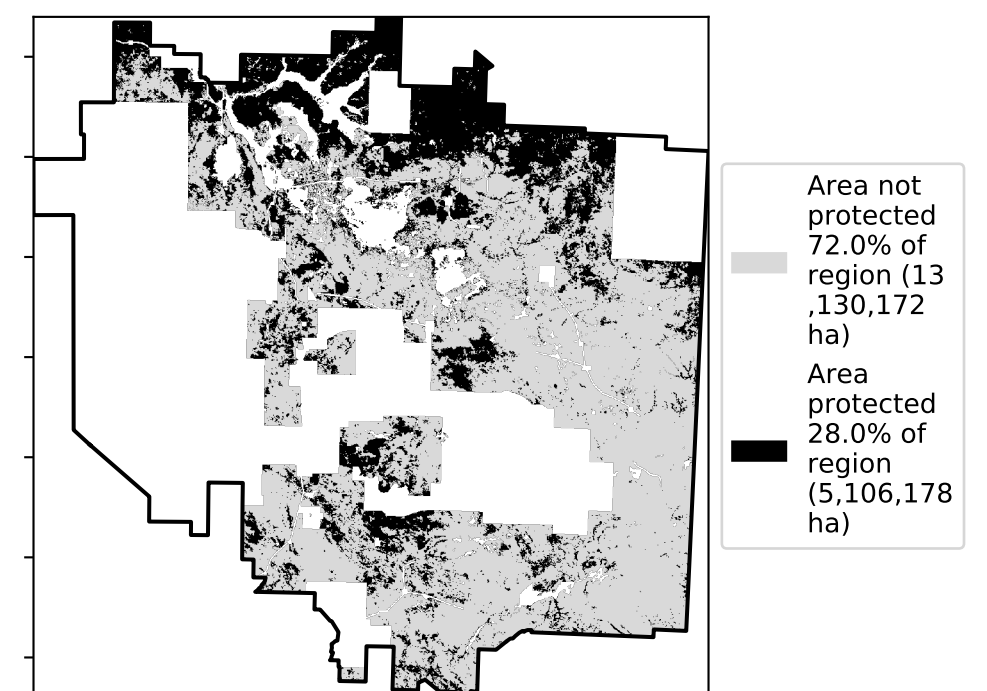 Area not
protected
72.0% of
region (13
,130,172
ha)
Area
protected
28.0% of
region
(5,106,178
ha)